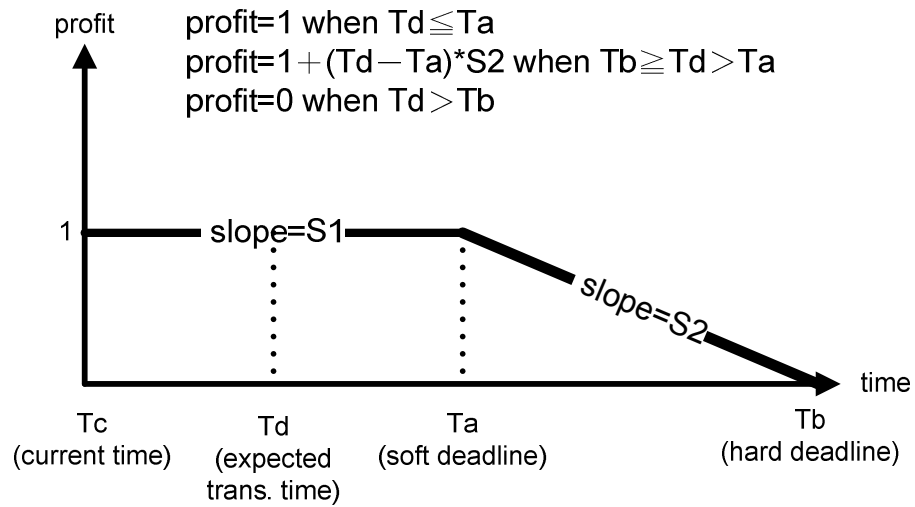 profit
profit=1 when Td≦Ta
profit=1+(Td−Ta)*S2 when Tb≧Td>Ta
profit=0 when Td>Tb
1
slope=S1
slope=S2
time
Tc
(current time)
Td
(expected
trans. time)
Ta
(soft deadline)
Tb
(hard deadline)